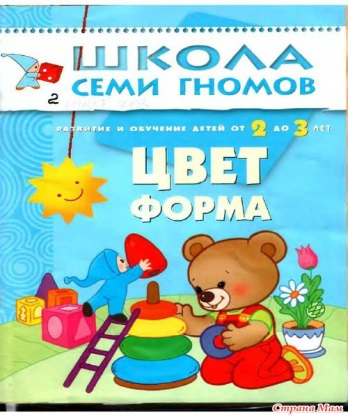 ШКОЛА
СЕМИ ГНОМОВ
2
РАЗВИТИЕ И ОБУЧЕНИЕ ДЕТЕЙ ОТ 2 ДО 3 ЛЕТ
ЦВЕТ
ФОРМА
Страна Мам